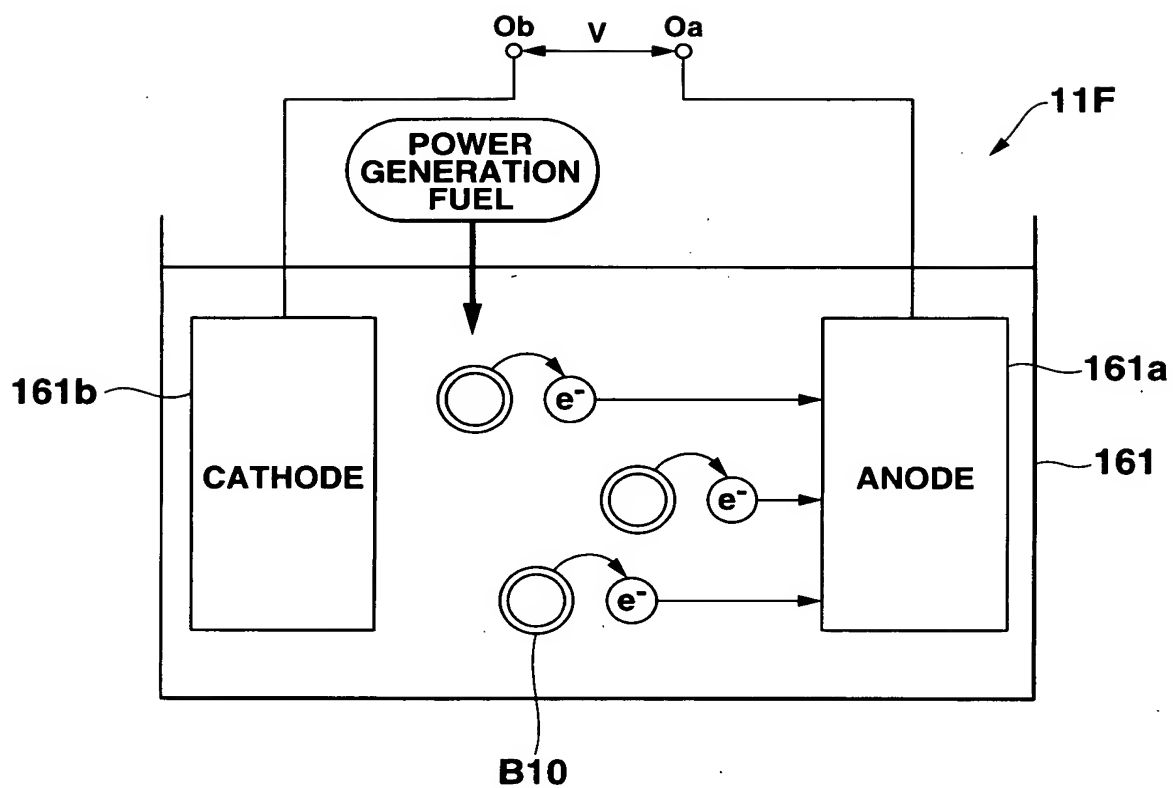 Ob V Oa
11F
POWER
GENERATION
FUEL
161b
161a
e-
CATHODE
ANODE
161
e-
e-
B10